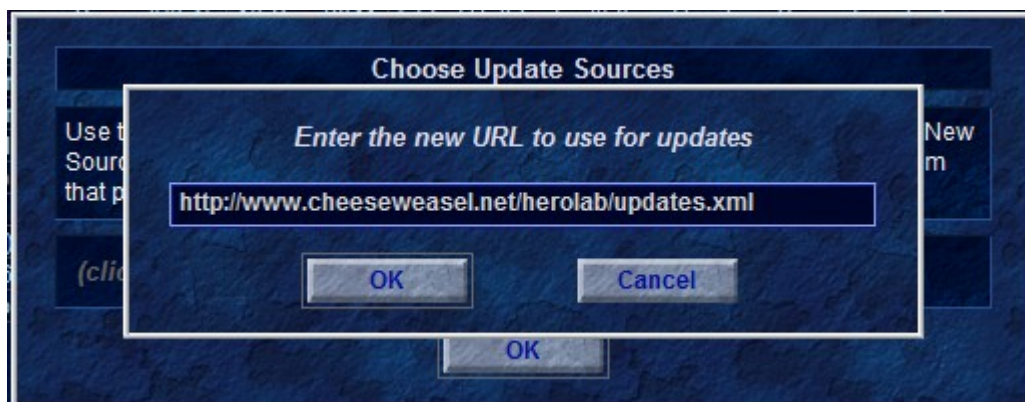 Choose Update Sources
Use t
New
Sourc
m
that p
Enter the new URL to use for updates
http://www.cheeseweasel.net/herolab/updates.xml
(clic
OK
Cancel
OK